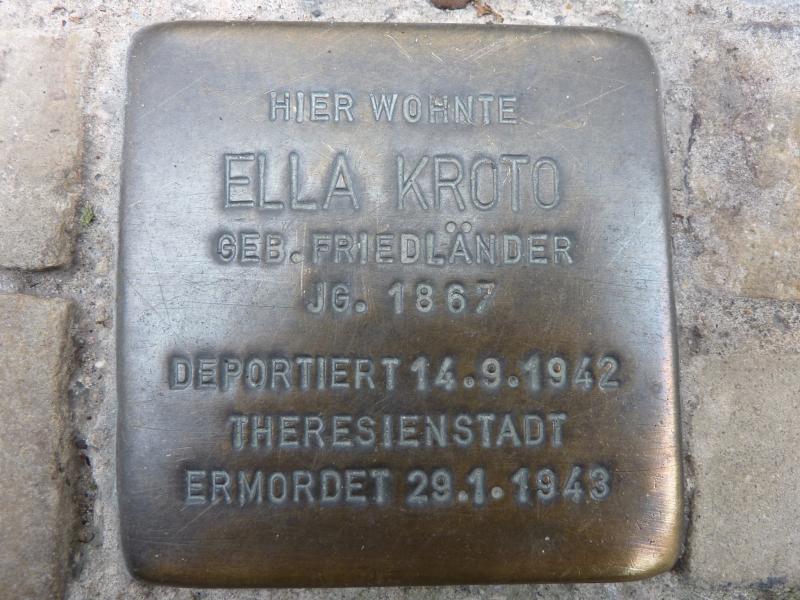 HIER WOHNTE
ELLA KROTO
GEB. FRIEDLÄNDER
JG. 1867
DEPORTIERT 14.9.1942
THERESIENSTADT
ERMORDET 29.1.1943